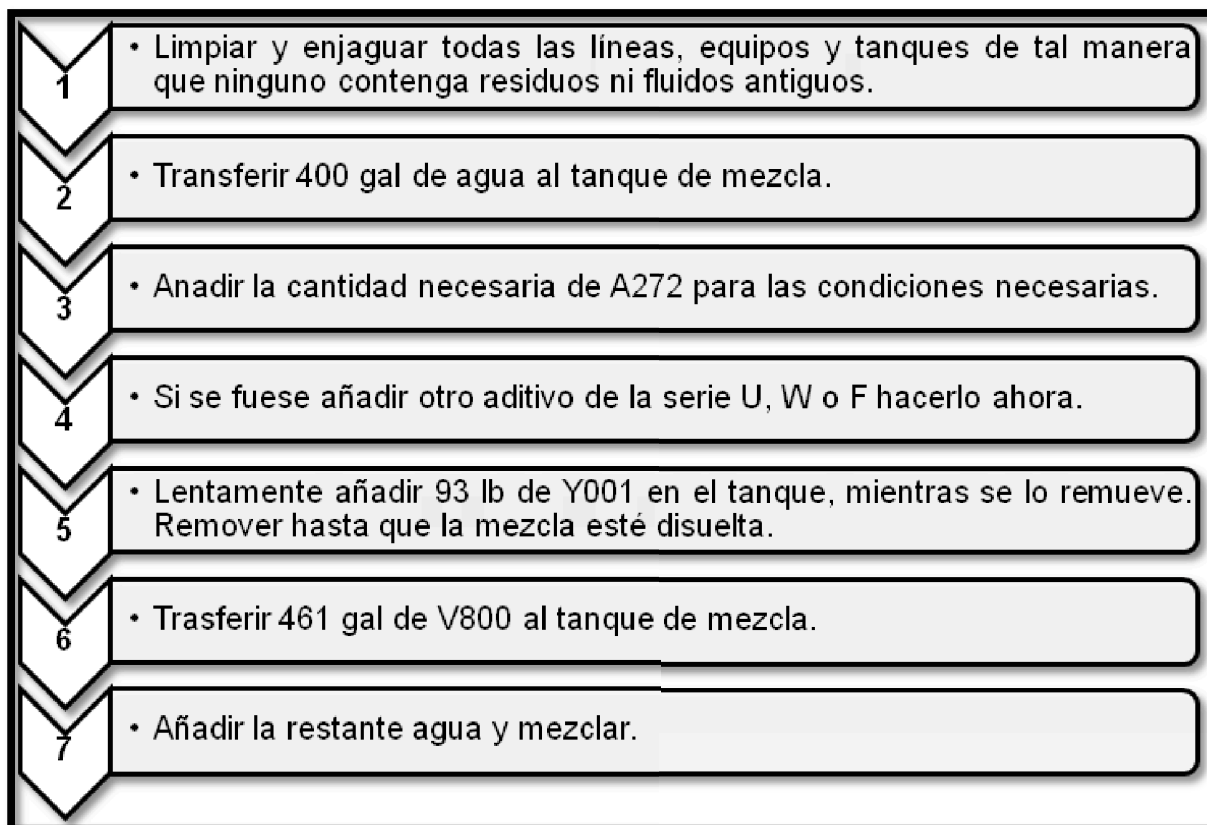 1
• Limpiar y enjaguar todas las líneas, equipos y tanques de tal manera
que ninguno contenga residuos ni fluidos antiguos.
2
• Transferir 400 gal de agua al tanque de mezcla.
3
• Anadir la cantidad necesaria de A272 para las condiciones necesarias.
4
• Si se fuese añadir otro aditivo de la serie U, W o F hacerlo ahora.
5
• Lentamente añadir 93 lb de Y001 en el tanque, mientras se lo remueve.
Remover hasta que la mezcla esté disuelta.
6
• Trasferir 461 gal de V800 al tanque de mezcla.
7
• Añadir la restante agua y mezclar.